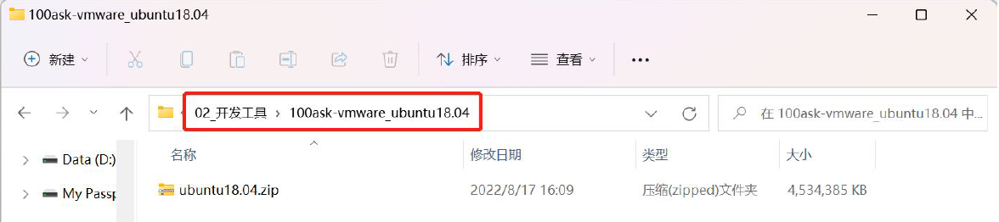 100ask-vmware_ubuntu18.04
新建 排序 查看
02_开发工具 100ask-vmware_ubuntu18.04 在 100ask-vmware_ubuntu18.04 中...
名称 修改日期 类型 大小
Data (D:)
ubuntu18.04.zip 2022/8/17 16:09 压缩(zipped)文件夹 4,534,385 KB
My Passp